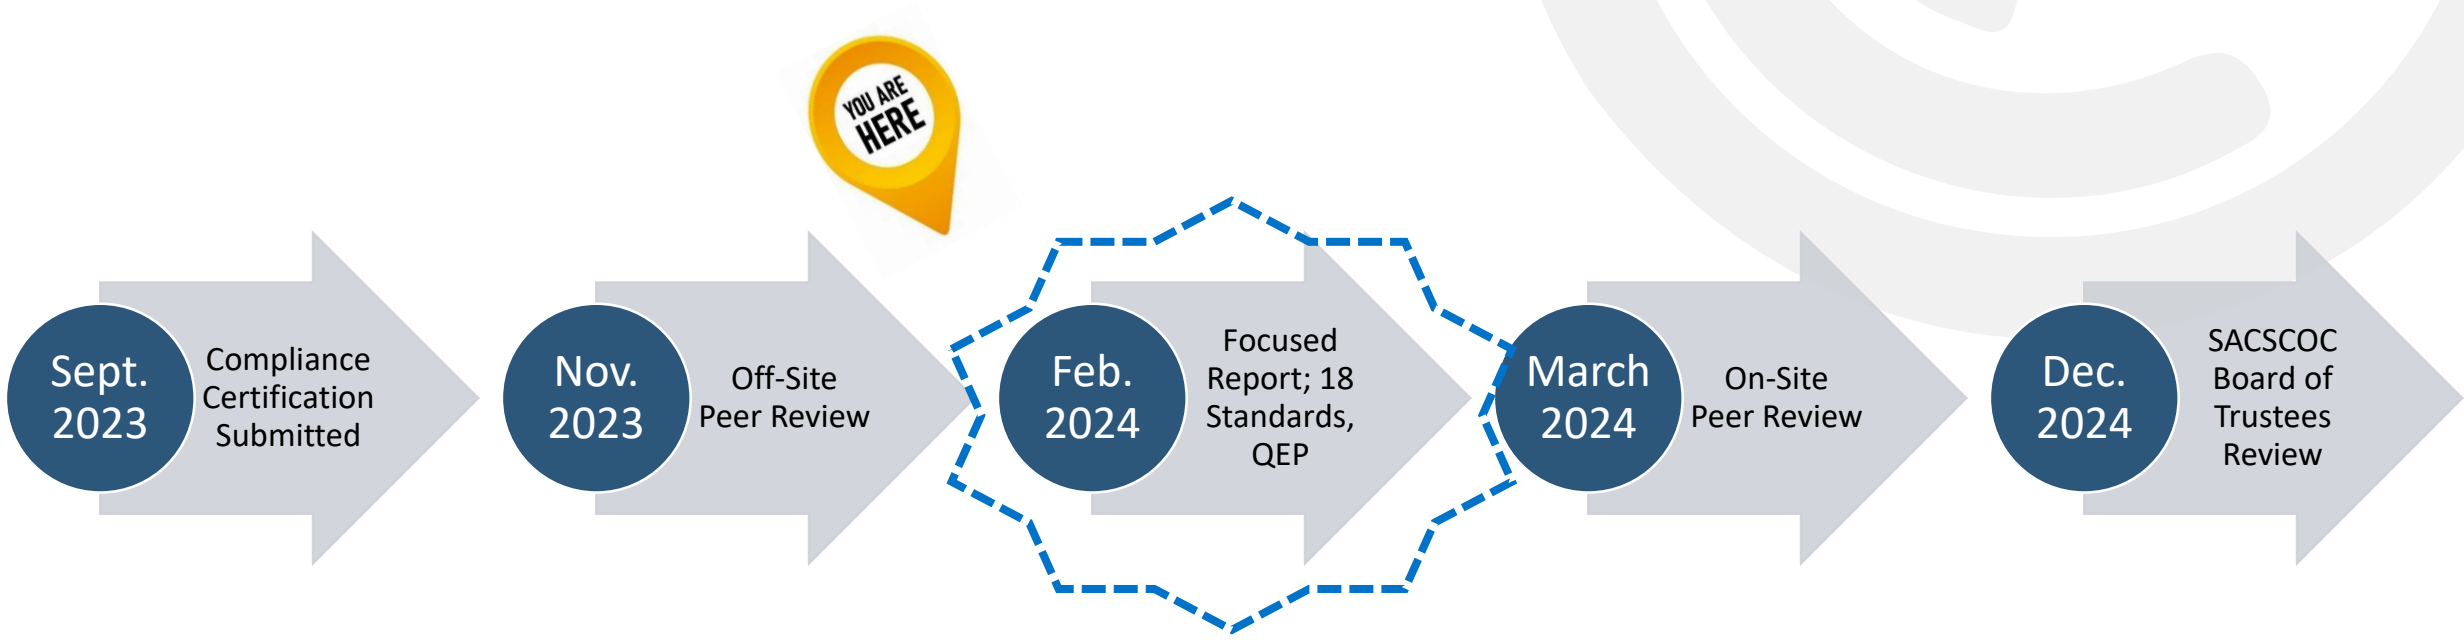 YOU ARE
HERE
Sept.
2023
Compliance
Certification
Submitted
Nov.
2023
Off-Site
Peer Review
Feb.
2024
Focused
Report; 18
Standards,
QEP
March
2024
On-Site
Peer Review
Dec.
2024
SACSCOC
Board of
Trustees
Review